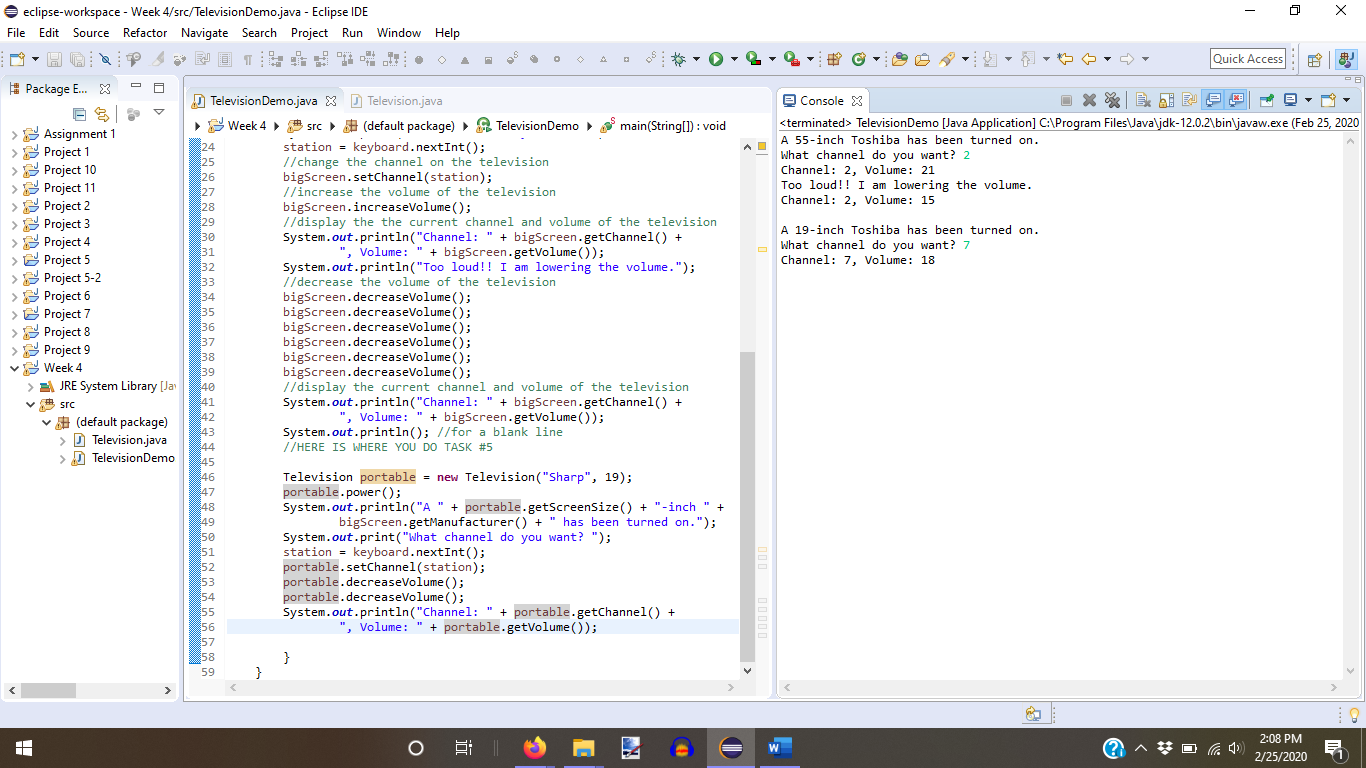 eclipse-workspace - Week 4/src/TelevisionDemo.java - Eclipse IDE
File Edit Source Refactor Navigate Search Project Run Window Help
Quick Access
Package E...
Assignment 1
Project 1
Project 10
Project 11
Project 2
Project 3
Project 4
Project 5
Project 5-2
Project 6
Project 7
Project 8
Project 9
Week 4
JRE System Library [Jav
src
(default package)
Television.java
TelevisionDemo
TelevisionDemo.java Television.java
Week 4 src (default package) TelevisionDemo main(String[]) : void
24 station = keyboard.nextInt();
25 //change the channel on the television
26 bigScreen.setChannel(station);
27 //increase the volume of the television
28 bigScreen.increaseVolume();
29 //display the the current channel and volume of the television
30 System.out.println("Channel: " + bigScreen.getChannel() +
31 ", Volume: " + bigScreen.getVolume());
32 System.out.println("Too loud!! I am lowering the volume.");
33 //decrease the volume of the television
34 bigScreen.decreaseVolume();
35 bigScreen.decreaseVolume();
36 bigScreen.decreaseVolume();
37 bigScreen.decreaseVolume();
38 bigScreen.decreaseVolume();
39 bigScreen.decreaseVolume();
40 //display the current channel and volume of the television
41 System.out.println("Channel: " + bigScreen.getChannel() +
42 ", Volume: " + bigScreen.getVolume());
43 System.out.println(); //for a blank line
44 //HERE IS WHERE YOU DO TASK #5
45
46 Television portable = new Television("Sharp", 19);
47 portable.power();
48 System.out.println("A " + portable.getScreenSize() + "-inch " +
49 bigScreen.getManufacturer() + " has been turned on.");
50 System.out.print("What channel do you want? ");
51 station = keyboard.nextInt();
52 portable.setChannel(station);
53 portable.decreaseVolume();
54 portable.decreaseVolume();
55 System.out.println("Channel: " + portable.getChannel() +
56 ", Volume: " + portable.getVolume());
57
58 }
59 }
Console
<terminated> TelevisionDemo [Java Application] C:\Program Files\Java\jdk-12.0.2\bin\javaw.exe (Feb 25, 2020
A 55-inch Toshiba has been turned on.
What channel do you want? 2
Channel: 2, Volume: 21
Too loud!! I am lowering the volume.
Channel: 2, Volume: 15
A 19-inch Toshiba has been turned on.
What channel do you want? 7
Channel: 7, Volume: 18
2:08 PM
2/25/2020
1